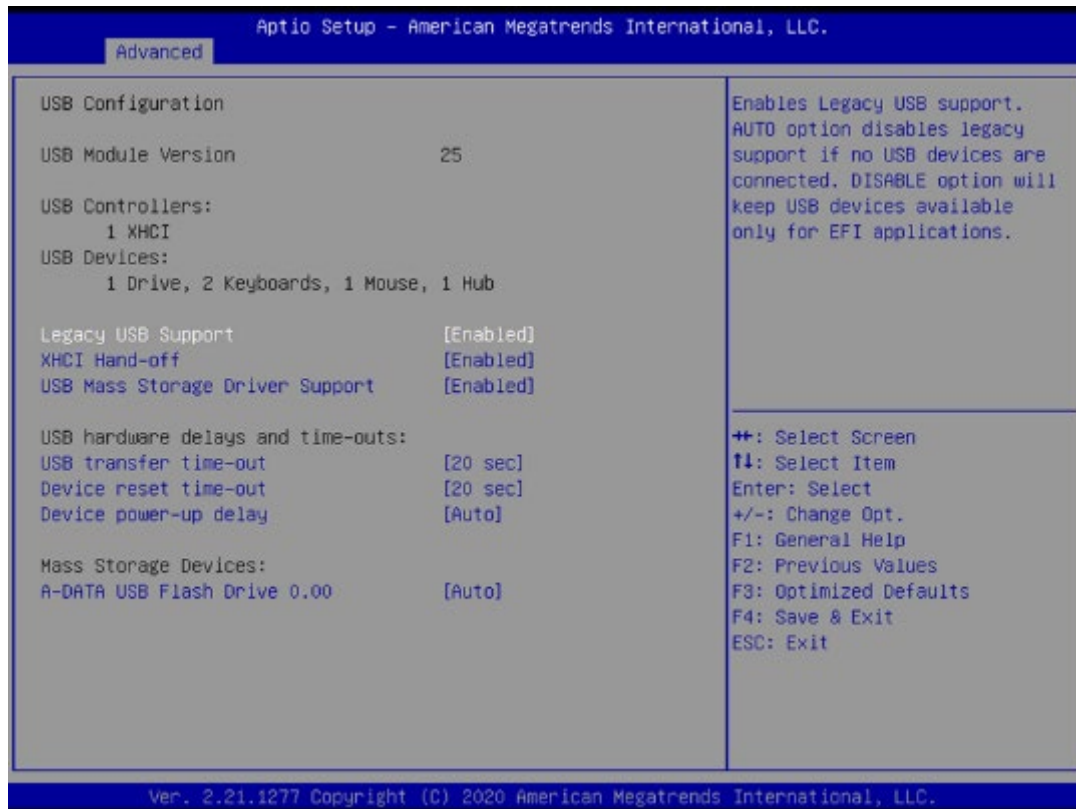 Aptio Setup – American Megatrends International, LLC.
Advanced
USB Configuration
USB Module Version 25
USB Controllers:
1 XHCI
USB Devices:
1 Drive, 2 Keyboards, 1 Mouse, 1 Hub
Legacy USB Support [Enabled]
XHCI Hand-off [Enabled]
USB Mass Storage Driver Support [Enabled]
USB hardware delays and time-outs:
USB transfer time-out [20 sec]
Device reset time-out [20 sec]
Device power-up delay [Auto]
Mass Storage Devices:
A-DATA USB Flash Drive 0.00 [Auto]
Enables Legacy USB support.
AUTO option disables legacy
support if no USB devices are
connected. DISABLE option will
keep USB devices available
only for EFI applications.
→←: Select Screen
↑↓: Select Item
Enter: Select
+/-: Change Opt.
F1: General Help
F2: Previous Values
F3: Optimized Defaults
F4: Save & Exit
ESC: Exit
Ver. 2.21.1277 Copyright (C) 2020 American Megatrends International, LLC.